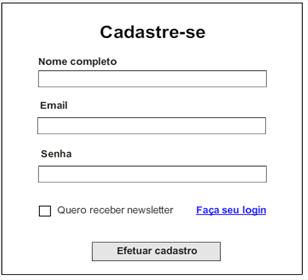 Cadastre-se
Nome completo
Email
Senha
Quero receber newsletter Faça seu login
Efetuar cadastro